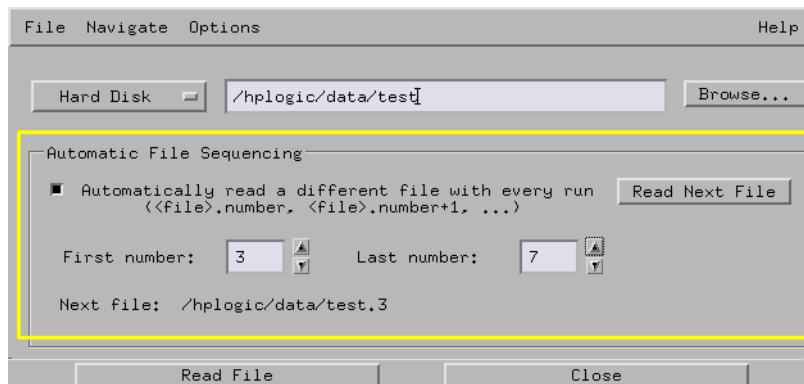 File Navigate Options Help
Hard Disk /hplogic/data/test Browse...
Automatic File Sequencing
Automatically read a different file with every run Read Next File
(<file>.number, <file>.number+1, ...)
First number: 3 Last number: 7
Next file: /hplogic/data/test.3
Read File Close